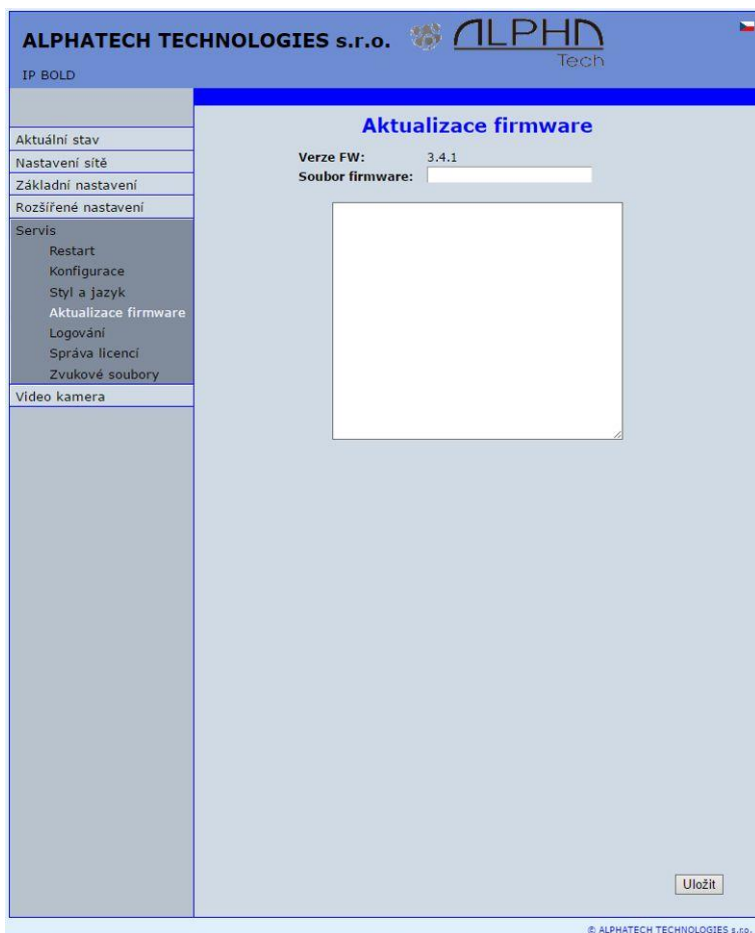 ALPHATECH TECHNOLOGIES s.r.o.
ALPHA
Tech
IP BOLD
Aktuální stav
Nastavení sítě
Základní nastavení
Rozšířené nastavení
Servis
Restart
Konfigurace
Styl a jazyk
Aktualizace firmware
Logování
Správa licencí
Zvukové soubory
Video kamera
Aktualizace firmware
Verze FW: 3.4.1
Soubor firmware:
Uložit
© ALPHATECH TECHNOLOGIES s.r.o.